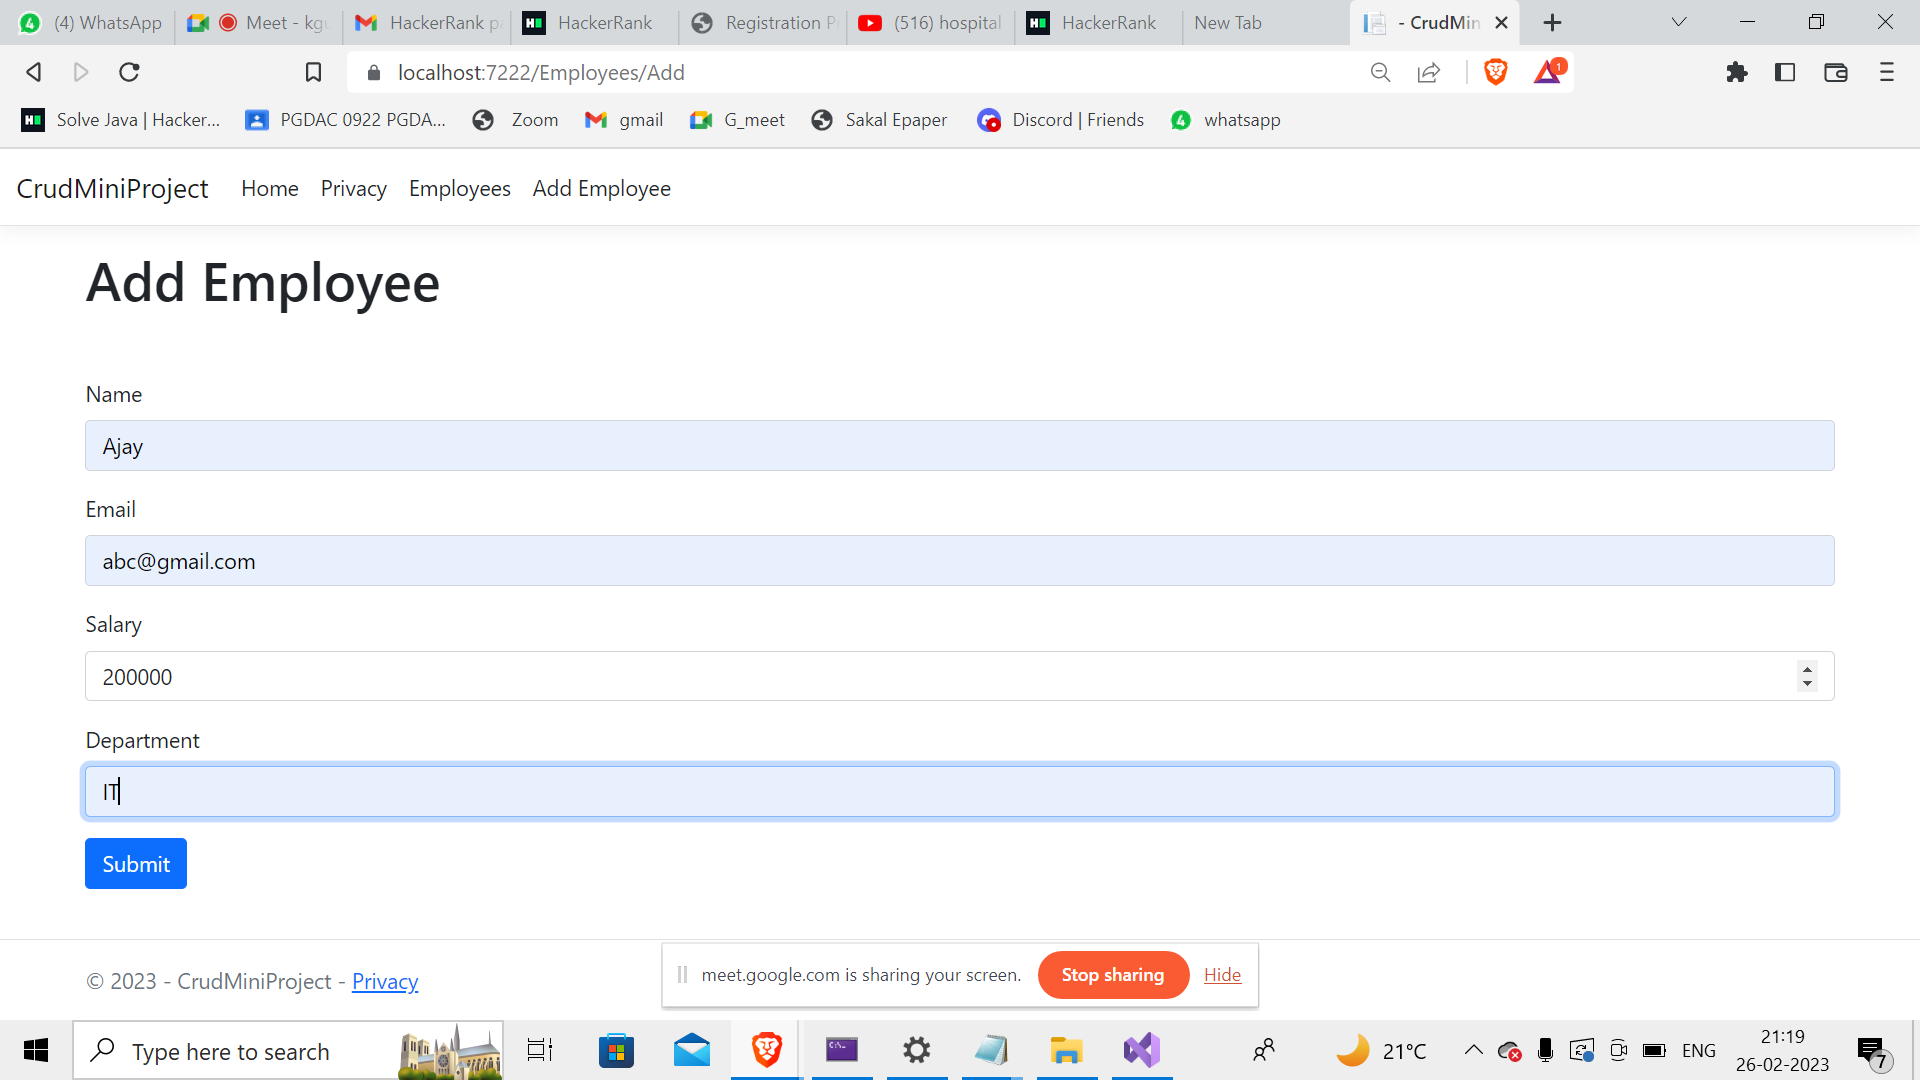 (4) WhatsApp
Meet - kgu
HackerRank pa
HackerRank
Registration P
(516) hospital
HackerRank
New Tab
- CrudMin
localhost:7222/Employees/Add
1
Solve Java | Hacker...
PGDAC 0922 PGDA...
Zoom
gmail
G_meet
Sakal Epaper
Discord | Friends
whatsapp
CrudMiniProject
Home
Privacy
Employees
Add Employee
Add Employee
Name
Ajay
Email
abc@gmail.com
Salary
200000
Department
IT
Submit
© 2023 - CrudMiniProject - Privacy
meet.google.com is sharing your screen.
Stop sharing
Hide
Type here to search
21°C
ENG
21:19
26-02-2023
7